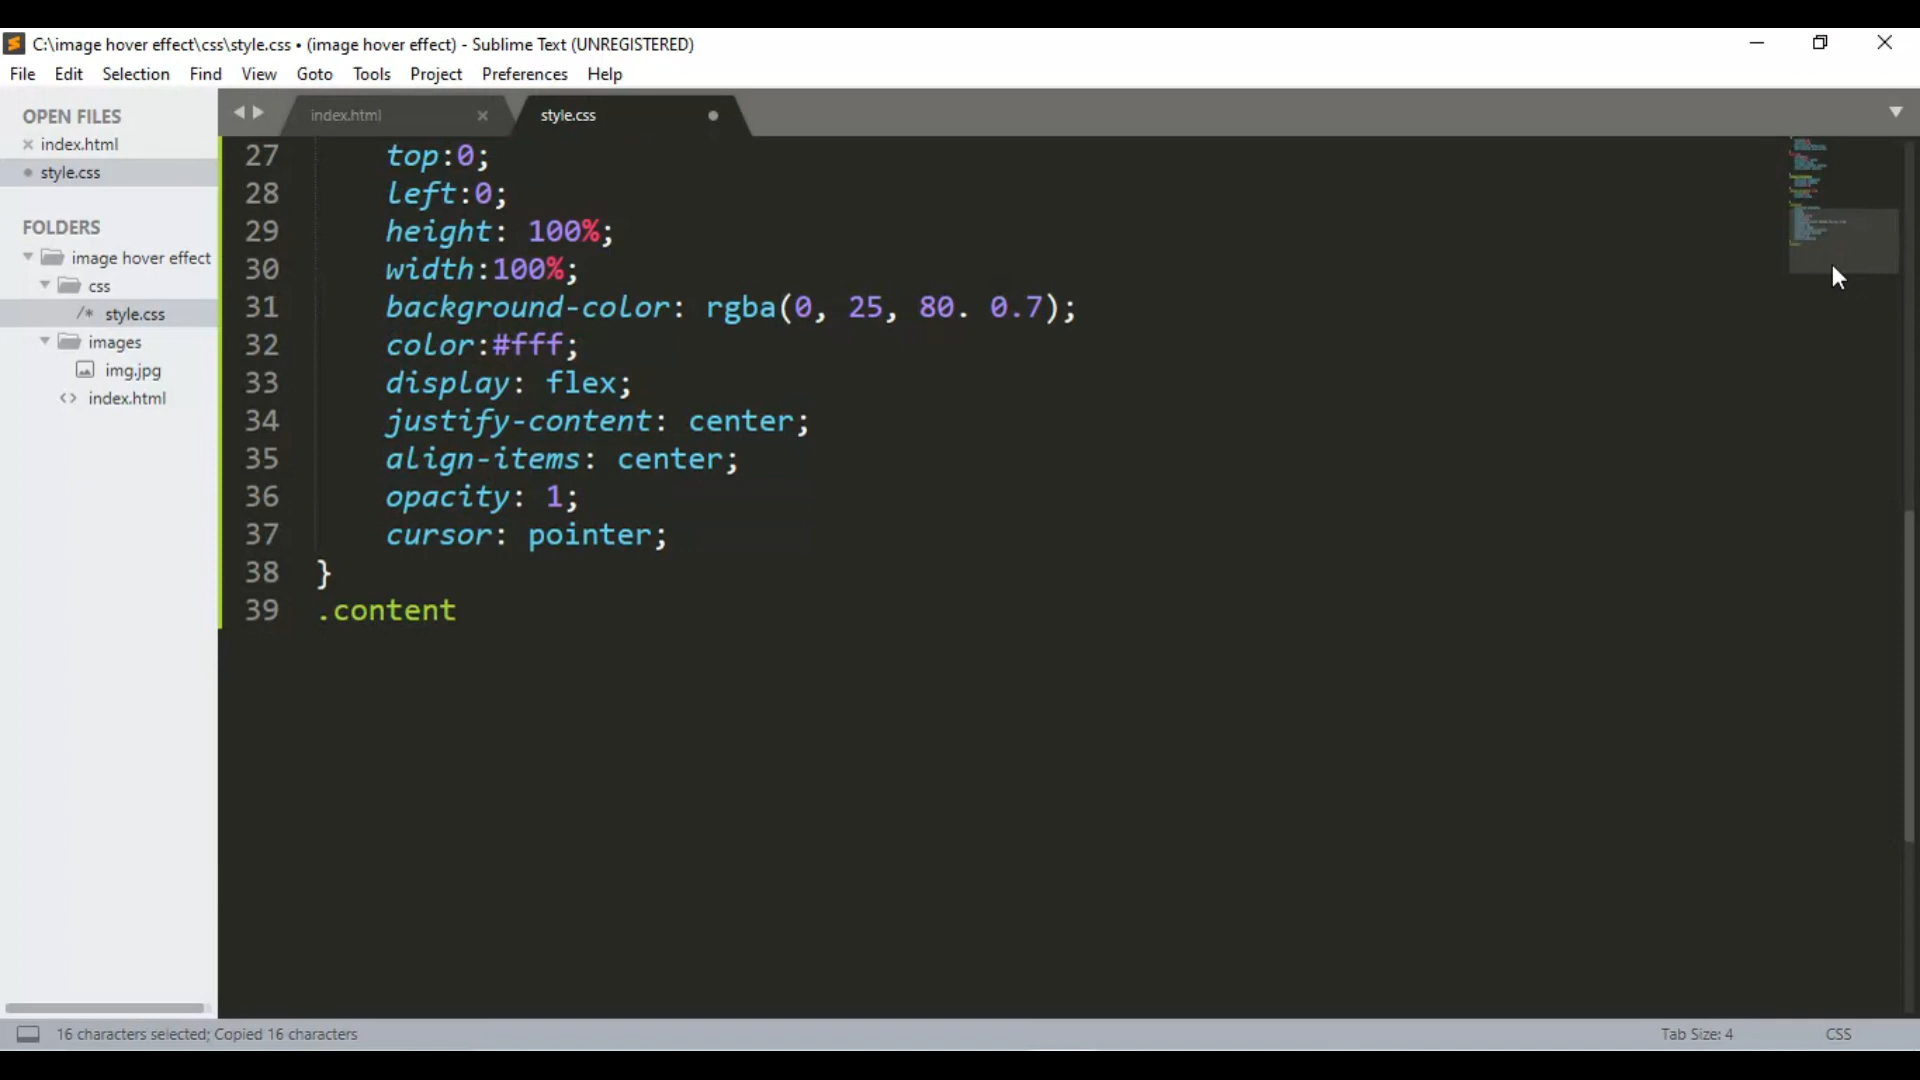 C:\image hover effect\css\style.css • (image hover effect) - Sublime Text (UNREGISTERED)
File Edit Selection Find View Goto Tools Project Preferences Help
OPEN FILES
index.html
style.css
FOLDERS
image hover effect
css
/* style.css
images
img.jpg
<> index.html
index.html
style.css
27 top:0;
28 left:0;
29 height: 100%;
30 width:100%;
31 background-color: rgba(0, 25, 80. 0.7);
32 color:#fff;
33 display: flex;
34 justify-content: center;
35 align-items: center;
36 opacity: 1;
37 cursor: pointer;
38 }
39 .content
16 characters selected; Copied 16 characters
Tab Size: 4 CSS